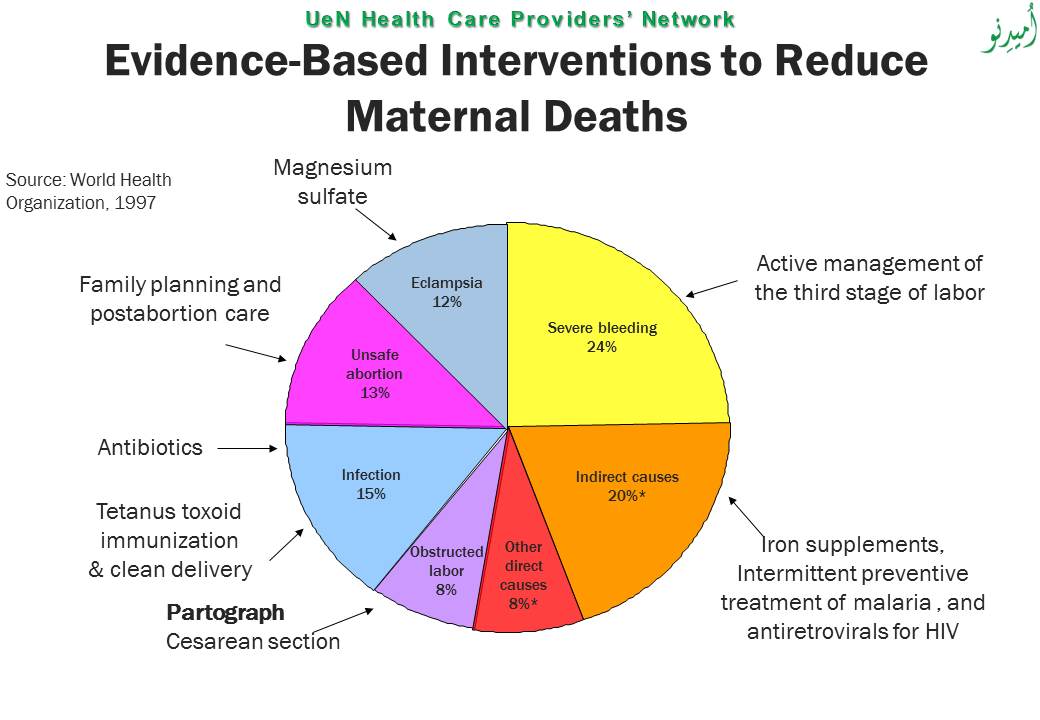 UeN Health Care Providers’ Network
اُمیدِنو
Evidence-Based Interventions to Reduce
Maternal Deaths
Source: World Health
Organization, 1997
Magnesium
sulfate
Family planning and
postabortion care
Antibiotics
Tetanus toxoid
immunization
& clean delivery
Partograph
Cesarean section
Active management of
the third stage of labor
Iron supplements,
Intermittent preventive
treatment of malaria , and
antiretrovirals for HIV
Eclampsia
12%
Severe bleeding
24%
Unsafe
abortion
13%
Infection
15%
Indirect causes
20%*
Obstructed
labor
8%
Other
direct
causes
8%*